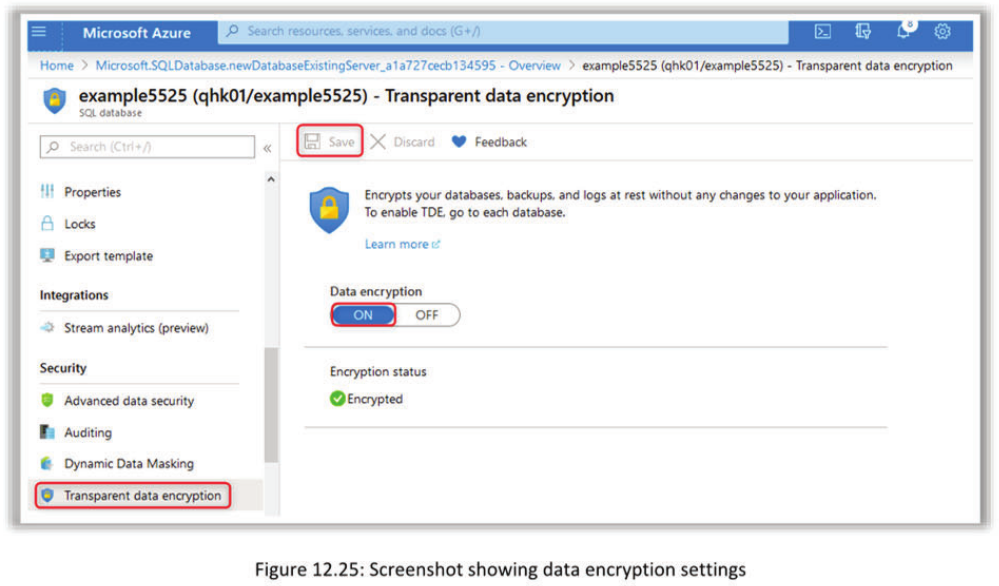 Microsoft Azure
Search resources, services, and docs (G+/)
8
Home > Microsoft.SQLDatabase.newDatabaseExistingServer_a1a727cecb134595 - Overview > example5525 (qhk01/example5525) - Transparent data encryption
example5525 (qhk01/example5525) - Transparent data encryption
SQL database
Search (Ctrl+/)
«
Save
Discard
Feedback
Properties
Locks
Export template
Integrations
Stream analytics (preview)
Security
Advanced data security
Auditing
Dynamic Data Masking
Transparent data encryption
Encrypts your databases, backups, and logs at rest without any changes to your application.
To enable TDE, go to each database.
Learn more
Data encryption
ON OFF
Encryption status
Encrypted
Figure 12.25: Screenshot showing data encryption settings